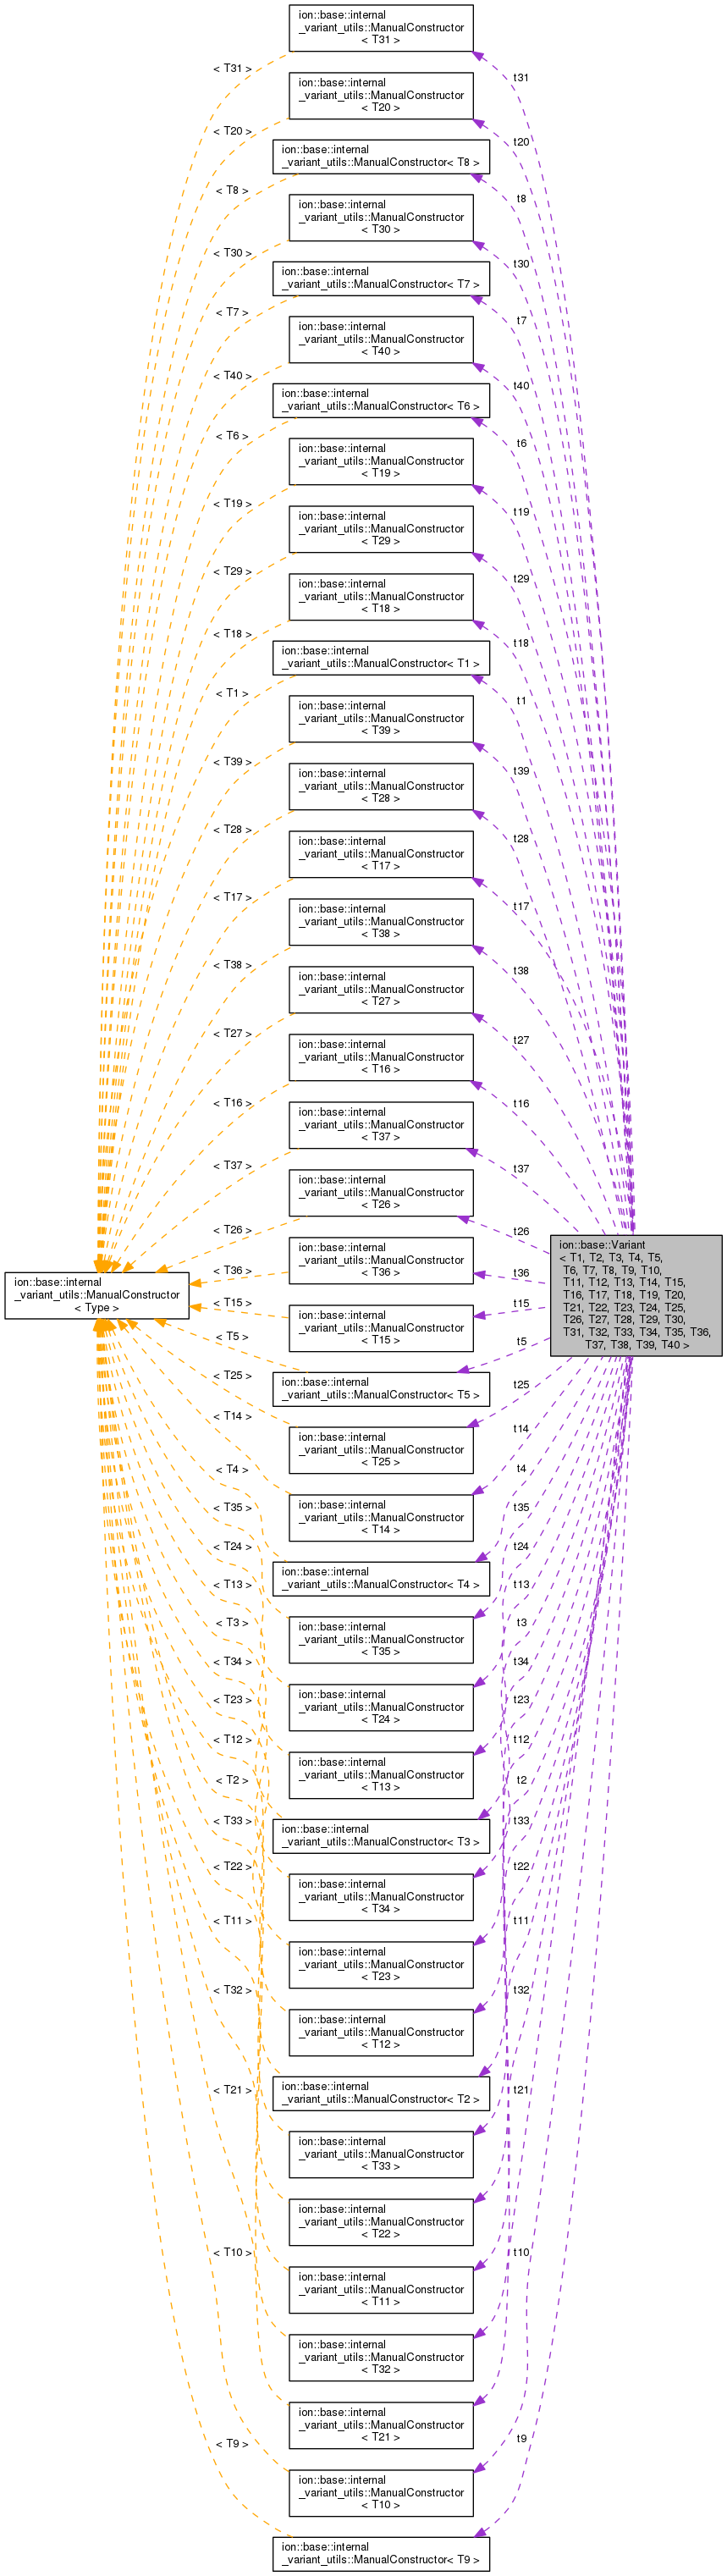 ion::base::internal
_variant_utils::ManualConstructor
< Type >
< T31 >
< T20 >
< T8 >
< T30 >
< T7 >
< T40 >
< T6 >
< T19 >
< T29 >
< T18 >
< T1 >
< T39 >
< T28 >
< T17 >
< T38 >
< T27 >
< T16 >
< T37 >
< T26 >
< T36 >
< T15 >
< T5 >
< T25 >
< T14 >
< T4 >
< T35 >
< T24 >
< T13 >
< T3 >
< T34 >
< T23 >
< T12 >
< T2 >
< T33 >
< T22 >
< T11 >
< T32 >
< T21 >
< T10 >
< T9 >
ion::base::internal
_variant_utils::ManualConstructor
< T31 >
ion::base::internal
_variant_utils::ManualConstructor
< T20 >
ion::base::internal
_variant_utils::ManualConstructor< T8 >
ion::base::internal
_variant_utils::ManualConstructor
< T30 >
ion::base::internal
_variant_utils::ManualConstructor< T7 >
ion::base::internal
_variant_utils::ManualConstructor
< T40 >
ion::base::internal
_variant_utils::ManualConstructor< T6 >
ion::base::internal
_variant_utils::ManualConstructor
< T19 >
ion::base::internal
_variant_utils::ManualConstructor
< T29 >
ion::base::internal
_variant_utils::ManualConstructor
< T18 >
ion::base::internal
_variant_utils::ManualConstructor< T1 >
ion::base::internal
_variant_utils::ManualConstructor
< T39 >
ion::base::internal
_variant_utils::ManualConstructor
< T28 >
ion::base::internal
_variant_utils::ManualConstructor
< T17 >
ion::base::internal
_variant_utils::ManualConstructor
< T38 >
ion::base::internal
_variant_utils::ManualConstructor
< T27 >
ion::base::internal
_variant_utils::ManualConstructor
< T16 >
ion::base::internal
_variant_utils::ManualConstructor
< T37 >
ion::base::internal
_variant_utils::ManualConstructor
< T26 >
ion::base::internal
_variant_utils::ManualConstructor
< T36 >
ion::base::internal
_variant_utils::ManualConstructor
< T15 >
ion::base::internal
_variant_utils::ManualConstructor< T5 >
ion::base::internal
_variant_utils::ManualConstructor
< T25 >
ion::base::internal
_variant_utils::ManualConstructor
< T14 >
ion::base::internal
_variant_utils::ManualConstructor< T4 >
ion::base::internal
_variant_utils::ManualConstructor
< T35 >
ion::base::internal
_variant_utils::ManualConstructor
< T24 >
ion::base::internal
_variant_utils::ManualConstructor
< T13 >
ion::base::internal
_variant_utils::ManualConstructor< T3 >
ion::base::internal
_variant_utils::ManualConstructor
< T34 >
ion::base::internal
_variant_utils::ManualConstructor
< T23 >
ion::base::internal
_variant_utils::ManualConstructor
< T12 >
ion::base::internal
_variant_utils::ManualConstructor< T2 >
ion::base::internal
_variant_utils::ManualConstructor
< T33 >
ion::base::internal
_variant_utils::ManualConstructor
< T22 >
ion::base::internal
_variant_utils::ManualConstructor
< T11 >
ion::base::internal
_variant_utils::ManualConstructor
< T32 >
ion::base::internal
_variant_utils::ManualConstructor
< T21 >
ion::base::internal
_variant_utils::ManualConstructor
< T10 >
ion::base::internal
_variant_utils::ManualConstructor< T9 >
t31
t20
t8
t30
t7
t40
t6
t19
t29
t18
t1
t39
t28
t17
t38
t27
t16
t37
t26
t36
t15
t5
t25
t14
t4
t35
t24
t13
t3
t34
t23
t12
t2
t33
t22
t11
t32
t21
t10
t9
ion::base::Variant
< T1, T2, T3, T4, T5,
T6, T7, T8, T9, T10,
T11, T12, T13, T14, T15,
T16, T17, T18, T19, T20,
T21, T22, T23, T24, T25,
T26, T27, T28, T29, T30,
T31, T32, T33, T34, T35, T36,
T37, T38, T39, T40 >